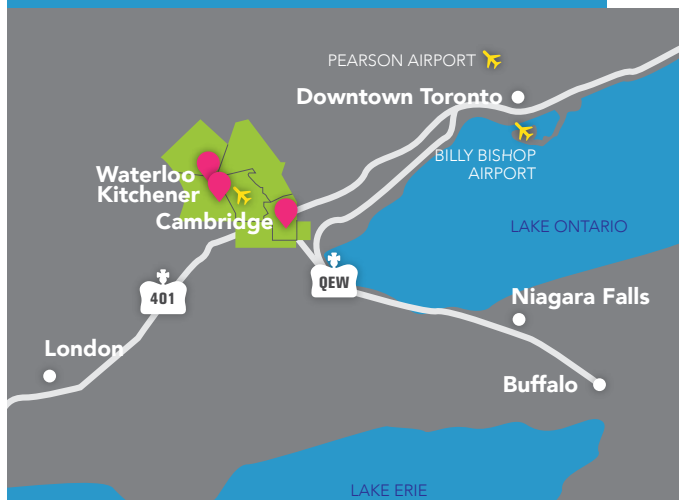 PEARSON AIRPORT
Downtown Toronto
BILLY BISHOP
AIRPORT
Waterloo
Kitchener
Cambridge
LAKE ONTARIO
QEW
401
Niagara Falls
London
Buffalo
LAKE ERIE